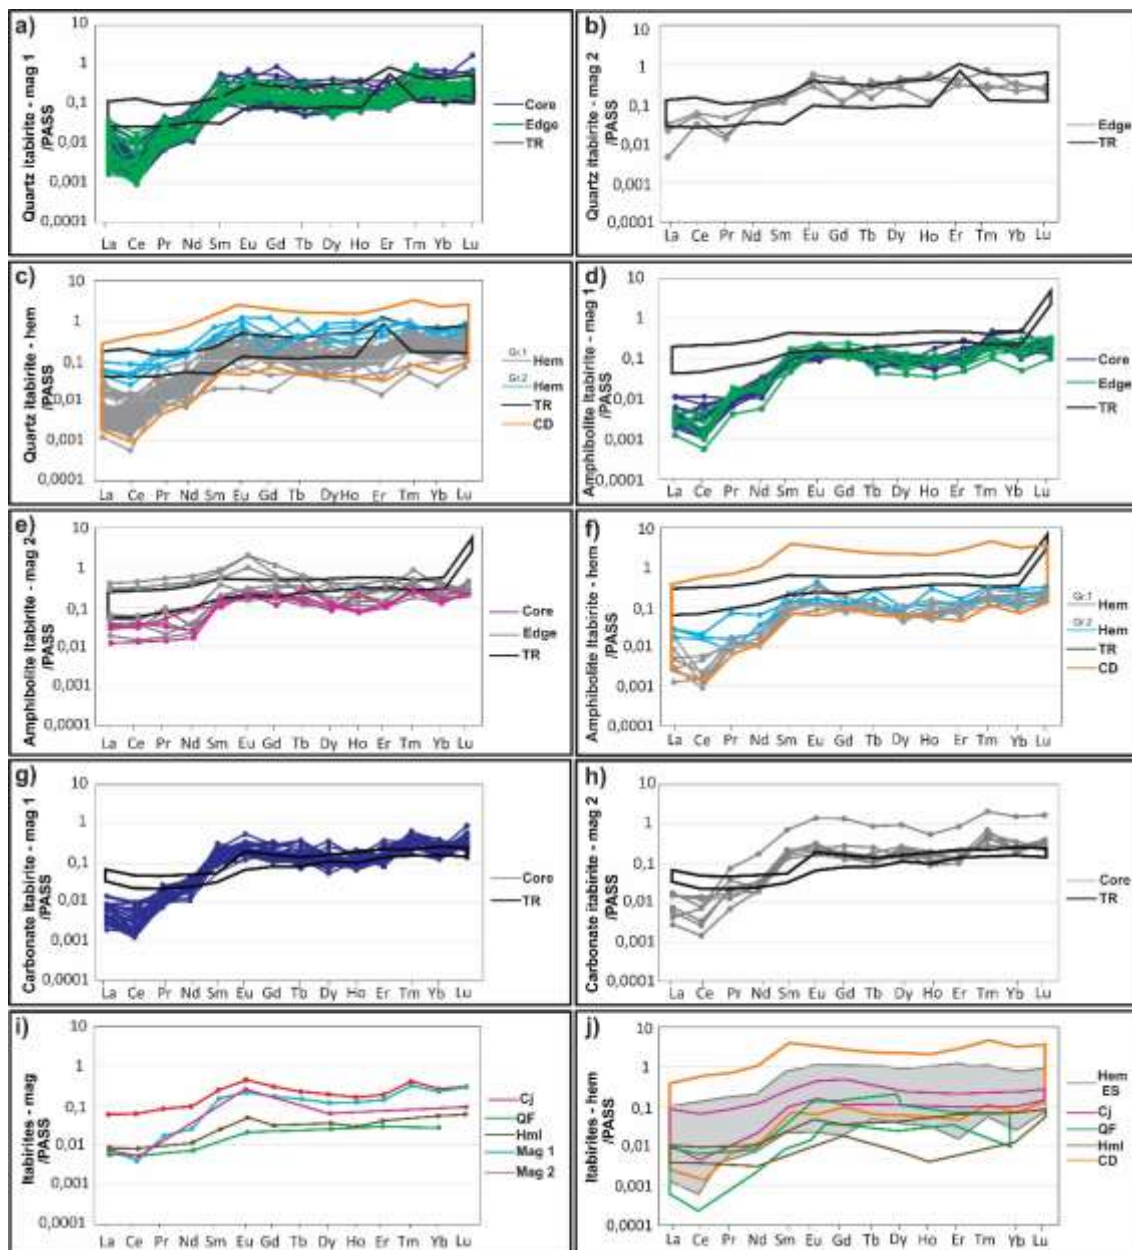 a)
Quartz itabirite - mag 1
/PASS
10
1
0,1
0,01
0,001
0,0001
La Ce Pr Nd Sm Eu Gd Tb Dy Ho Er Tm Yb Lu
Core
Edge
TR
b)
Quartz itabirite - mag 2
/PASS
10
1
0,1
0,01
0,001
0,0001
La Ce Pr Nd Sm Eu Gd Tb Dy Ho Er Tm Yb Lu
Edge
TR
c)
Quartz itabirite - hem
/PASS
10
1
0,1
0,01
0,001
0,0001
La Ce Pr Nd Sm Eu Gd Tb Dy Ho Er Tm Yb Lu
Gr.1 Hem
Gr.2 Hem
TR
CD
d)
Amphibolite Itabirite - mag 1
/PASS
10
1
0,1
0,01
0,001
0,0001
La Ce Pr Nd Sm Eu Gd Tb Dy Ho Er Tm Yb Lu
Core
Edge
TR
e)
Amphibolite Itabirite - mag 2
/PASS
10
1
0,1
0,01
0,001
0,0001
La Ce Pr Nd Sm Eu Gd Tb Dy Ho Er Tm Yb Lu
Core
Edge
TR
f)
Amphibolite Itabirite - hem
/PASS
10
1
0,1
0,01
0,001
0,0001
La Ce Pr Nd Sm Eu Gd Tb Dy Ho Er Tm Yb Lu
Gr.1 Hem
Gr.2 Hem
TR
CD
g)
Carbonate itabirite - mag 1
/PASS
10
1
0,1
0,01
0,001
0,0001
La Ce Pr Nd Sm Eu Gd Tb Dy Ho Er Tm Yb Lu
Core
TR
h)
Carbonate itabirite - mag 2
/PASS
10
1
0,1
0,01
0,001
0,0001
La Ce Pr Nd Sm Eu Gd Tb Dy Ho Er Tm Yb Lu
Core
TR
i)
Itabirites - mag
/PASS
10
1
0,1
0,01
0,001
0,0001
La Ce Pr Nd Sm Eu Gd Tb Dy Ho Er Tm Yb Lu
Cj
QF
Hml
Mag 1
Mag 2
j)
Itabirites - hem
/PASS
10
1
0,1
0,01
0,001
0,0001
La Ce Pr Nd Sm Eu Gd Tb Dy Ho Er Tm Yb Lu
Hem
ES
Cj
QF
Hml
CD